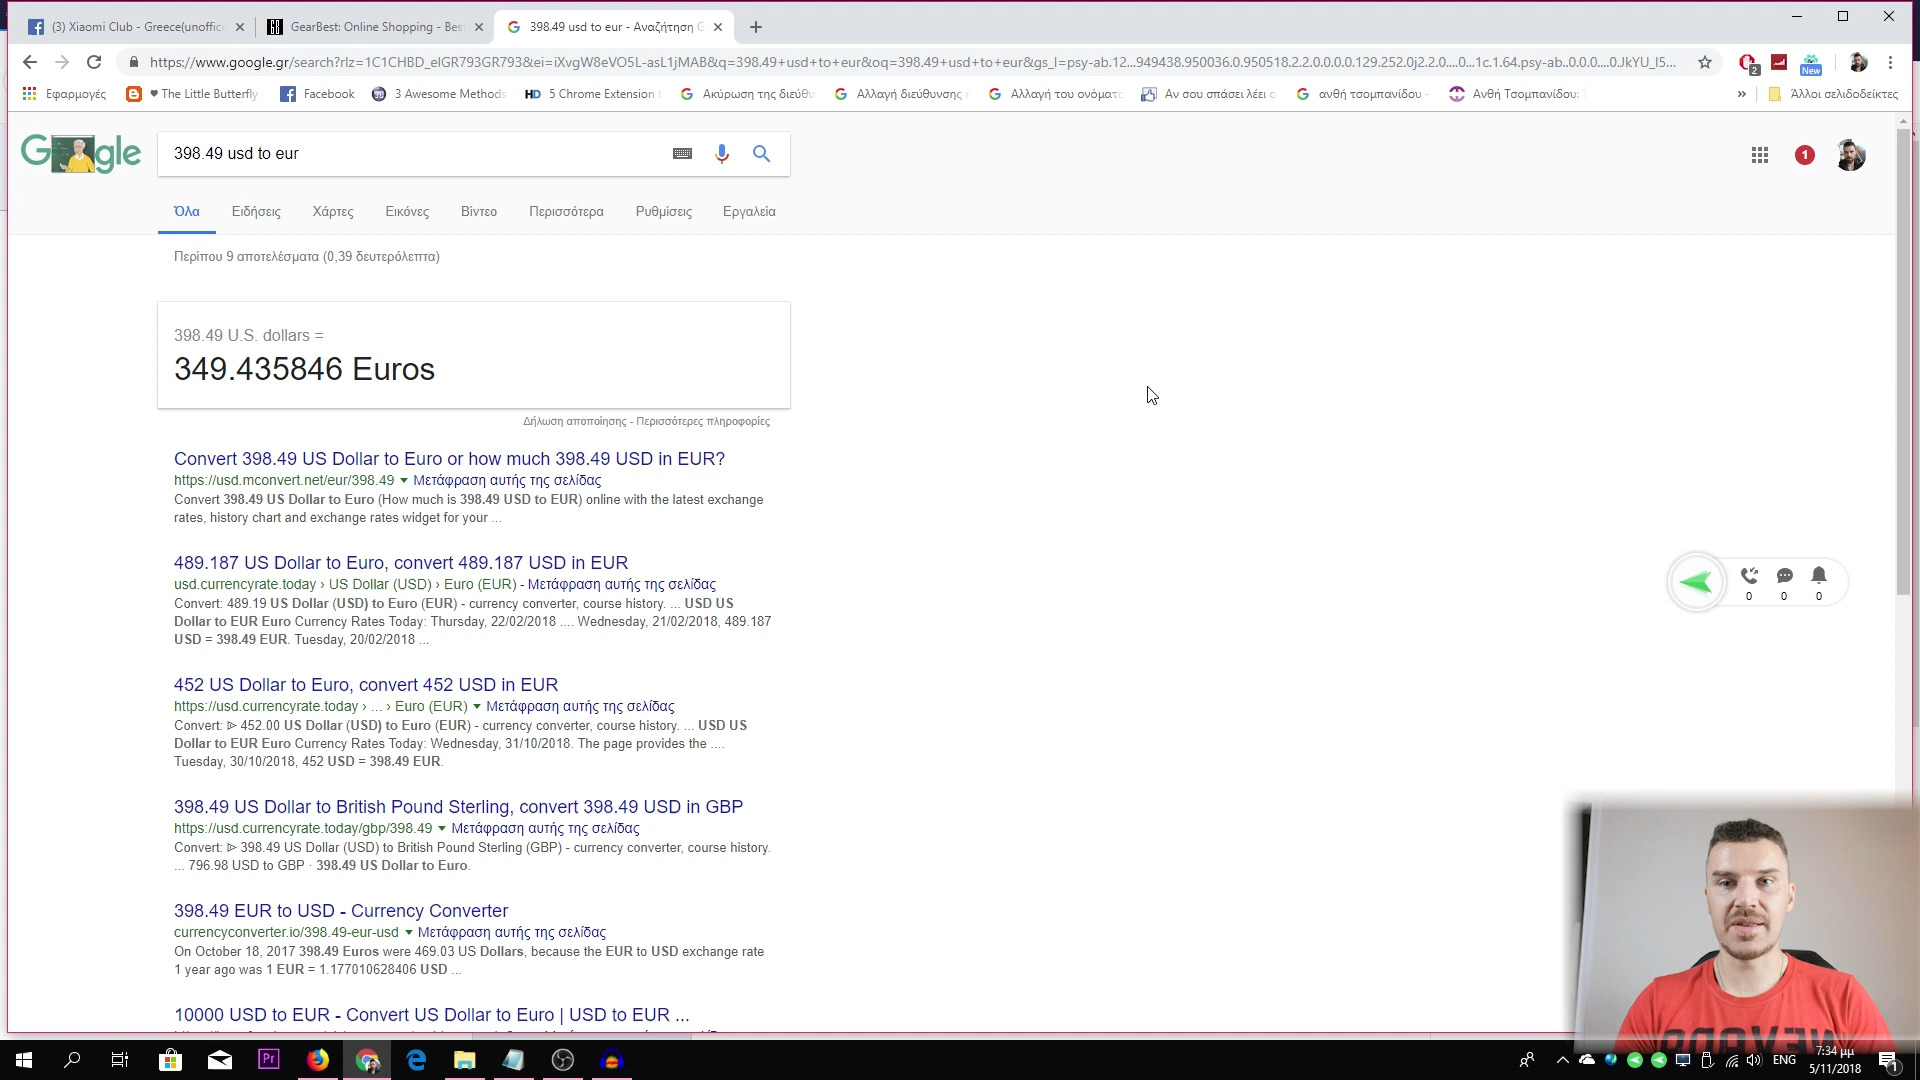 (3) Xiaomi Club - Greece(unoffici
GearBest: Online Shopping - Bes
398.49 usd to eur - Αναζήτηση G
https://www.google.gr/search?rlz=1C1CHBD_elGR793GR793&ei=iXvgW8eVO5L-asL1jMAB&q=398.49+usd+to+eur&oq=398.49+usd+to+eur&gs_l=psy-ab.12...949438.950036.0.950518.2.2.0.0.0.0.129.252.0j2.2.0....0...1c.1.64.psy-ab..0.0.0....0.JkYU_I5...
2
New
Εφαρμογές
♥ The Little Butterfly
Facebook
3 Awesome Methods
HD 5 Chrome Extension
Ακύρωση της διεύθυ
Αλλαγή διεύθυνσης
Αλλαγή του ονόματο
Αν σου σπάσει λέει ο
ανθή τσομπανίδου -
Ανθή Τσομπανίδου:
»
Άλλοι σελιδοδείκτες
Google
398.49 usd to eur
1
Όλα
Ειδήσεις
Χάρτες
Εικόνες
Βίντεο
Περισσότερα
Ρυθμίσεις
Εργαλεία
Περίπου 9 αποτελέσματα (0,39 δευτερόλεπτα)
398.49 U.S. dollars =
349.435846 Euros
Δήλωση αποποίησης - Περισσότερες πληροφορίες
Convert 398.49 US Dollar to Euro or how much 398.49 USD in EUR?
https://usd.mconvert.net/eur/398.49 ▼ Μετάφραση αυτής της σελίδας
Convert 398.49 US Dollar to Euro (How much is 398.49 USD to EUR) online with the latest exchange
rates, history chart and exchange rates widget for your ...
489.187 US Dollar to Euro, convert 489.187 USD in EUR
usd.currencyrate.today › US Dollar (USD) › Euro (EUR) - Μετάφραση αυτής της σελίδας
Convert: 489.19 US Dollar (USD) to Euro (EUR) - currency converter, course history. ... USD US
Dollar to EUR Euro Currency Rates Today: Thursday, 22/02/2018 .... Wednesday, 21/02/2018, 489.187
USD = 398.49 EUR. Tuesday, 20/02/2018 ...
0
0
0
452 US Dollar to Euro, convert 452 USD in EUR
https://usd.currencyrate.today › ... › Euro (EUR) ▼ Μετάφραση αυτής της σελίδας
Convert: ⊳ 452.00 US Dollar (USD) to Euro (EUR) - currency converter, course history. ... USD US
Dollar to EUR Euro Currency Rates Today: Wednesday, 31/10/2018. The page provides the ....
Tuesday, 30/10/2018, 452 USD = 398.49 EUR.
398.49 US Dollar to British Pound Sterling, convert 398.49 USD in GBP
https://usd.currencyrate.today/gbp/398.49 ▼ Μετάφραση αυτής της σελίδας
Convert: ⊳ 398.49 US Dollar (USD) to British Pound Sterling (GBP) - currency converter, course history.
... 796.98 USD to GBP · 398.49 US Dollar to Euro.
398.49 EUR to USD - Currency Converter
currencyconverter.io/398.49-eur-usd ▼ Μετάφραση αυτής της σελίδας
On October 18, 2017 398.49 Euros were 469.03 US Dollars, because the EUR to USD exchange rate
1 year ago was 1 EUR = 1.177010628406 USD ...
10000 USD to EUR - Convert US Dollar to Euro | USD to EUR ...
Pr
ENG
7:34 μμ
5/11/2018
1